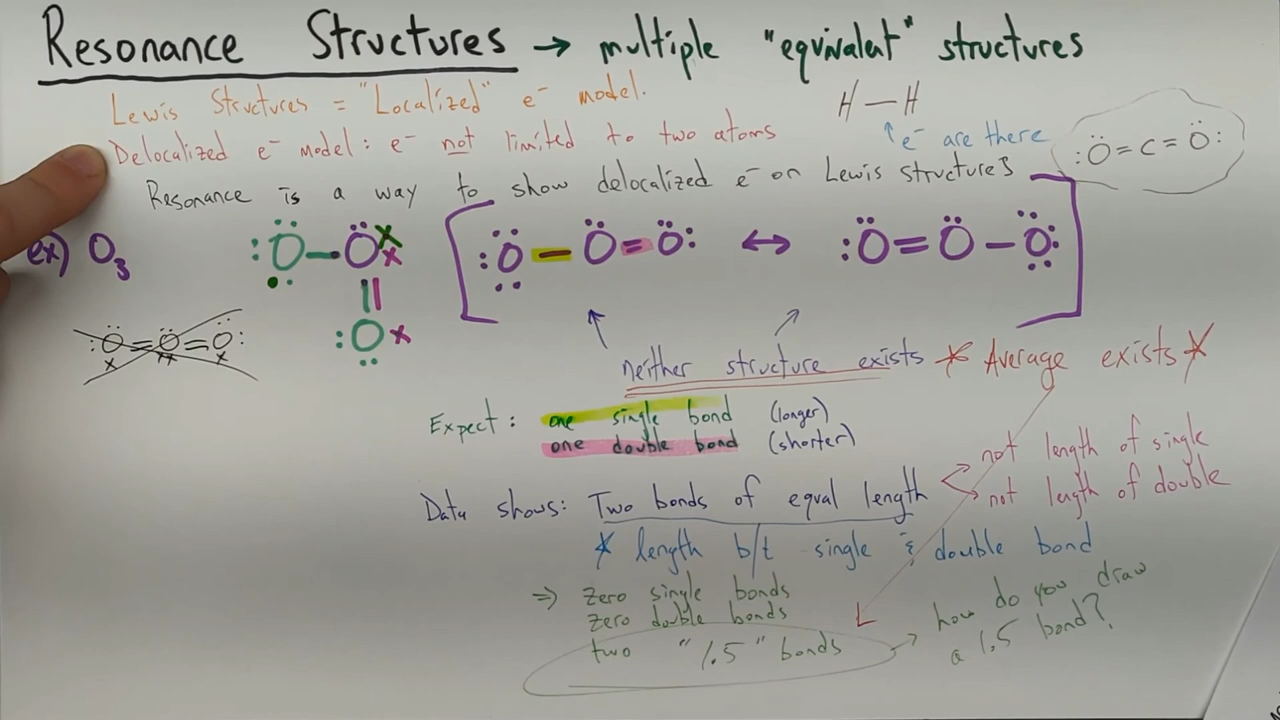 Resonance Structures → multiple "equivalent" structures
Lewis Structures = "Localized" e⁻ model.
H — H
Delocalized e⁻ model: e⁻ not limited to two atoms
↑ e⁻ are there
:Ö=C=Ö:
Resonance is a way to show delocalized e⁻ on Lewis structures
ex) O₃
:O — O
:O
[:O — O = O: ↔ :O = O — O:]
:O=O=O:
neither structure exists * Average exists *
Expect: one single bond (longer)
one double bond (shorter)
not length of single
not length of double
Data shows: Two bonds of equal length
* length b/t single & double bond
⇒ zero single bonds
zero double bonds
two "1.5" bonds
→ how do you draw
a 1.5 bond?